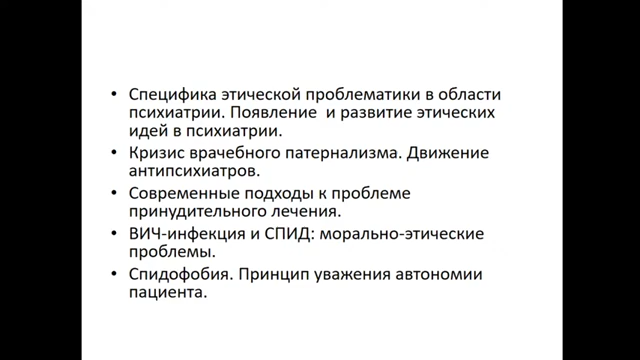 • Специфика этической проблематики в области
психиатрии. Появление и развитие этических
идей в психиатрии.
• Кризис врачебного патернализма. Движение
антипсихиатров.
• Современные подходы к проблеме
принудительного лечения.
• ВИЧ-инфекция и СПИД: морально-этические
проблемы.
• Спидофобия. Принцип уважения автономии
пациента.